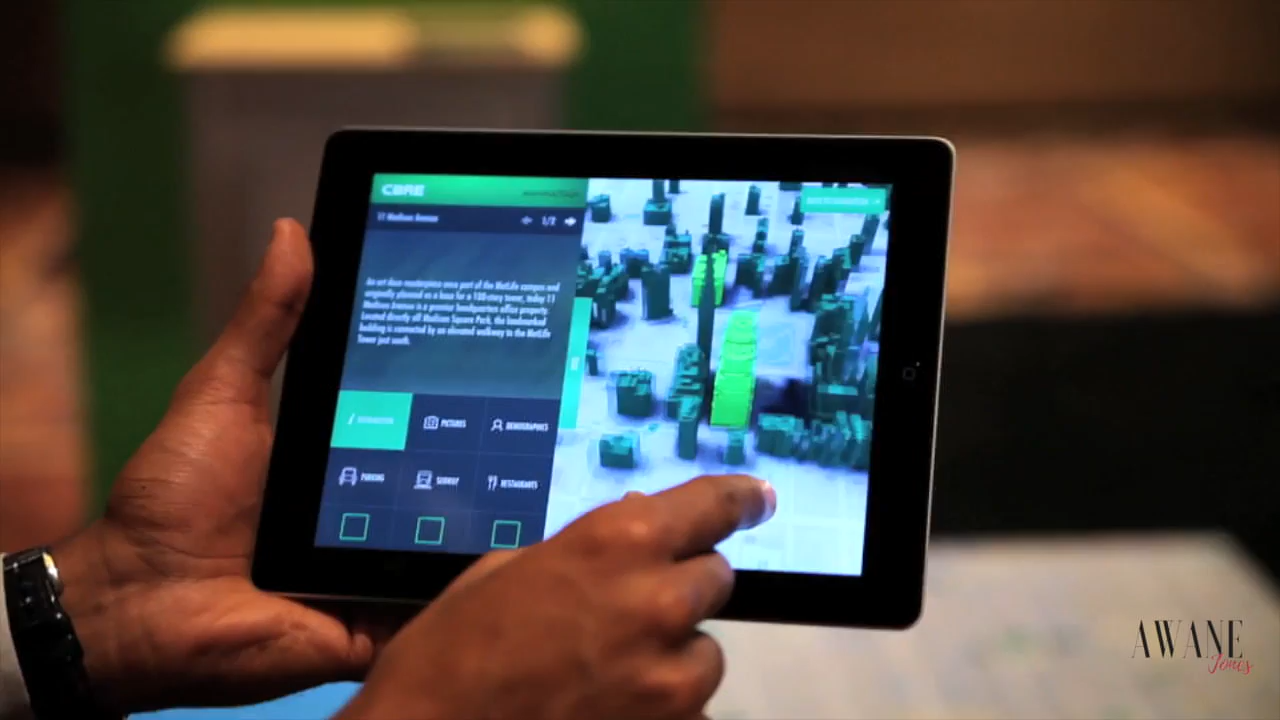 CBRE
11 Madison Avenue
1/2
An art deco masterpiece once part of the MetLife campus and
originally planned as a base for a 100-story tower, today 11
Madison Avenue is a premier headquarters office property.
Located directly off Madison Square Park, the landmarked
building is connected by an elevated walkway to the MetLife
Tower just south.
INFORMATION
PICTURES
DEMOGRAPHICS
PARKING
SUBWAY
RESTAURANTS
AWANE
Jones